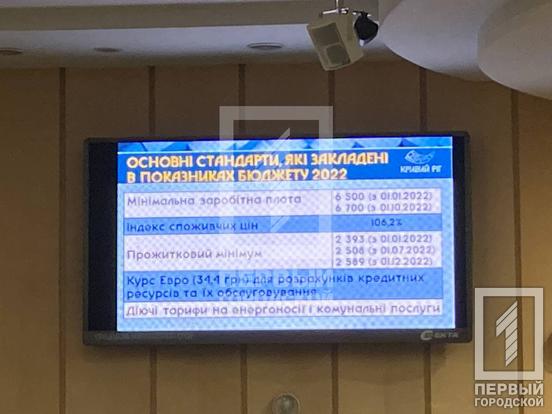 ОСНОВНІ СТАНДАРТИ, ЯКІ ЗАКЛАДЕНІ
В ПОКАЗНИКАХ БЮДЖЕТУ 2022
КРИВИЙ РІГ
Мінімальна заробітна плата
6 500 (з 01.01.2022)
6 700 (з 01.10.2022)
Індекс споживчих цін
106,2%
Прожитковий мінімум
2 393 (з 01.01.2022)
2 508 (з 01.07.2022)
2 589 (з 01.12.2022)
Курс Евро (34,4 грн) для розрахунків кредитних
ресурсів та їх обслуговування
Діючі тарифи на енергоносії і комунальні послуги
ПЕРВЫЙ
ГОРОДСКОЙ